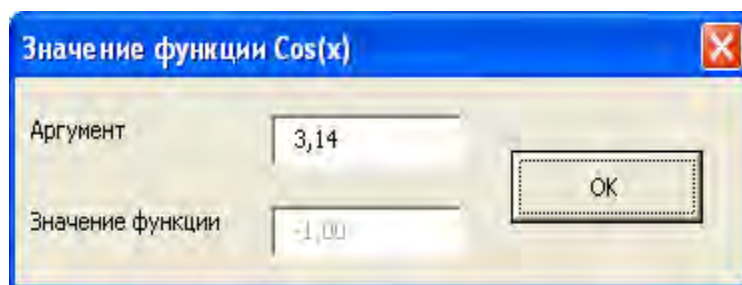 Значение функции Cos(x)
Аргумент
3,14
OK
Значение функции
-1,00